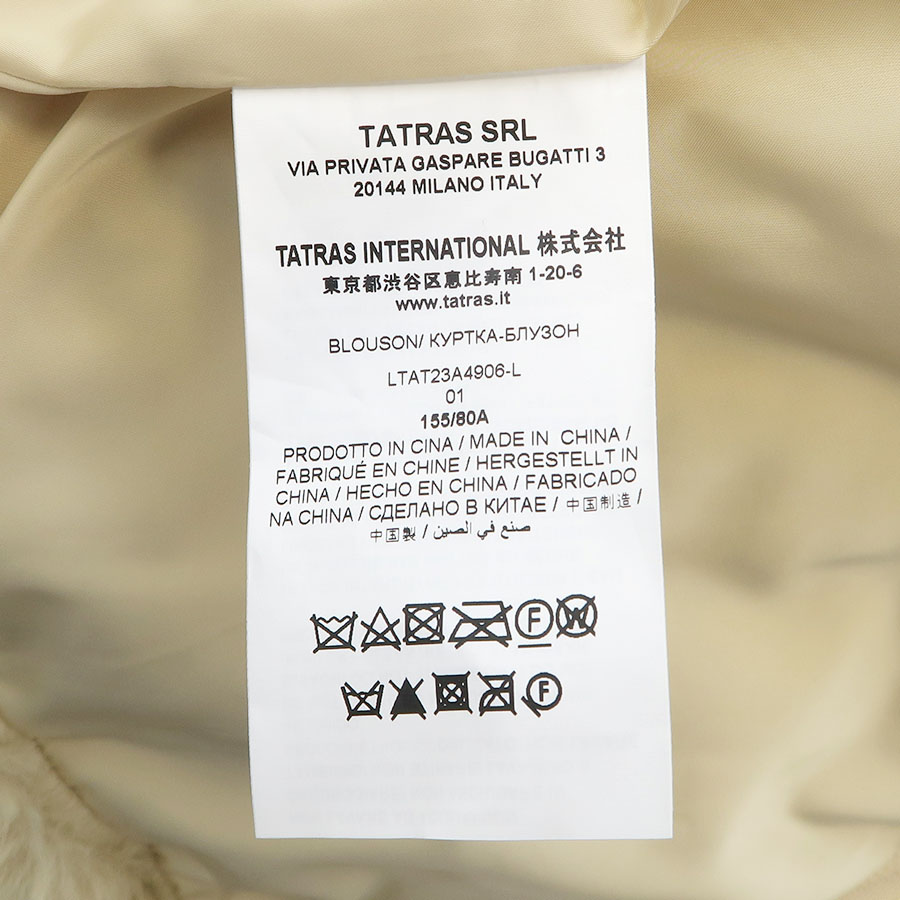 TATRAS SRL
VIA PRIVATA GASPARE BUGATTI 3
20144 MILANO ITALY
TATRAS INTERNATIONAL 株式会社
東京都渋谷区恵比寿南 1-20-6
www.tatras.it
BLOUSON/ КУРТКА-БЛУЗОН
LTAT23A4906-L
01
155/80A
PRODOTTO IN CINA / MADE IN CHINA /
FABRIQUÉ EN CHINE / HERGESTELLT IN
CHINA / HECHO EN CHINA / FABRICADO
NA CHINA / СДЕЛАНО В КИТАЕ / 中国制造 /
中国製 / صنع في الصين
F W
F